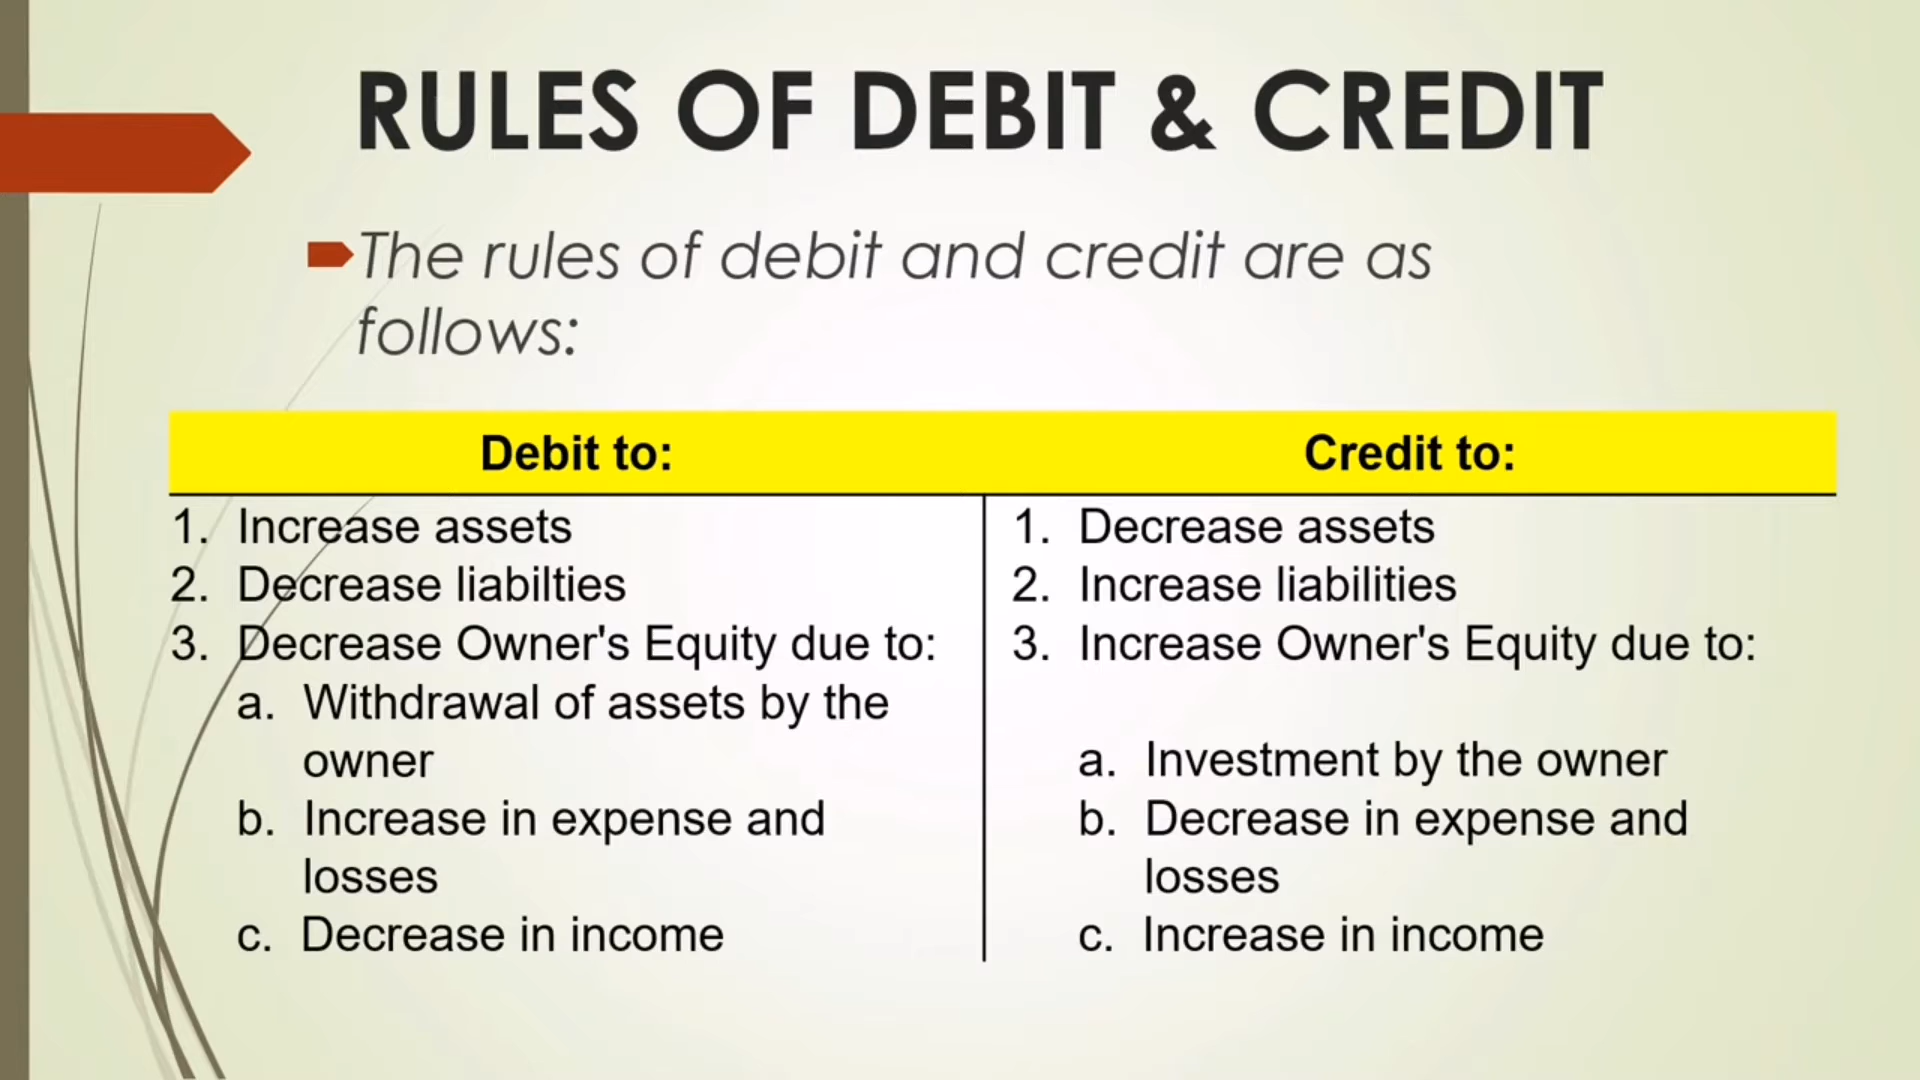 RULES OF DEBIT & CREDIT
The rules of debit and credit are as
follows:
Debit to:
1. Increase assets
2. Decrease liabilties
3. Decrease Owner's Equity due to:
a. Withdrawal of assets by the
owner
b. Increase in expense and
losses
c. Decrease in income
Credit to:
1. Decrease assets
2. Increase liabilities
3. Increase Owner's Equity due to:
a. Investment by the owner
b. Decrease in expense and
losses
c. Increase in income